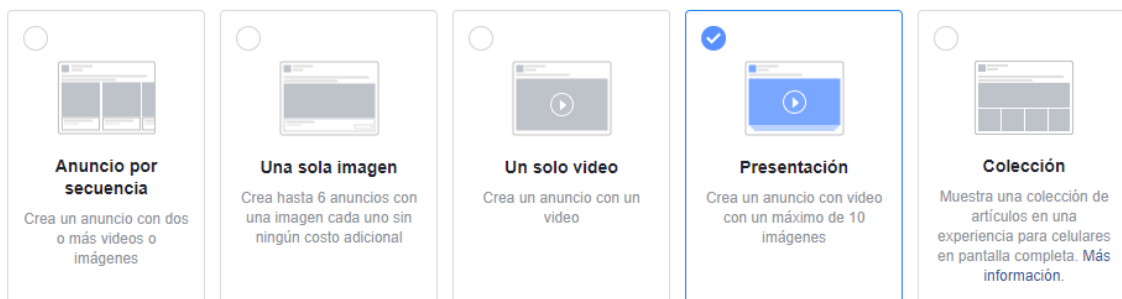 Anuncio por
secuencia
Crea un anuncio con dos
o más videos o
imágenes
Una sola imagen
Crea hasta 6 anuncios con
una imagen cada uno sin
ningún costo adicional
Un solo video
Crea un anuncio con un
video
Presentación
Crea un anuncio con video
con un máximo de 10
imágenes
Colección
Muestra una colección de
artículos en una
experiencia para celulares
en pantalla completa. Más
información.